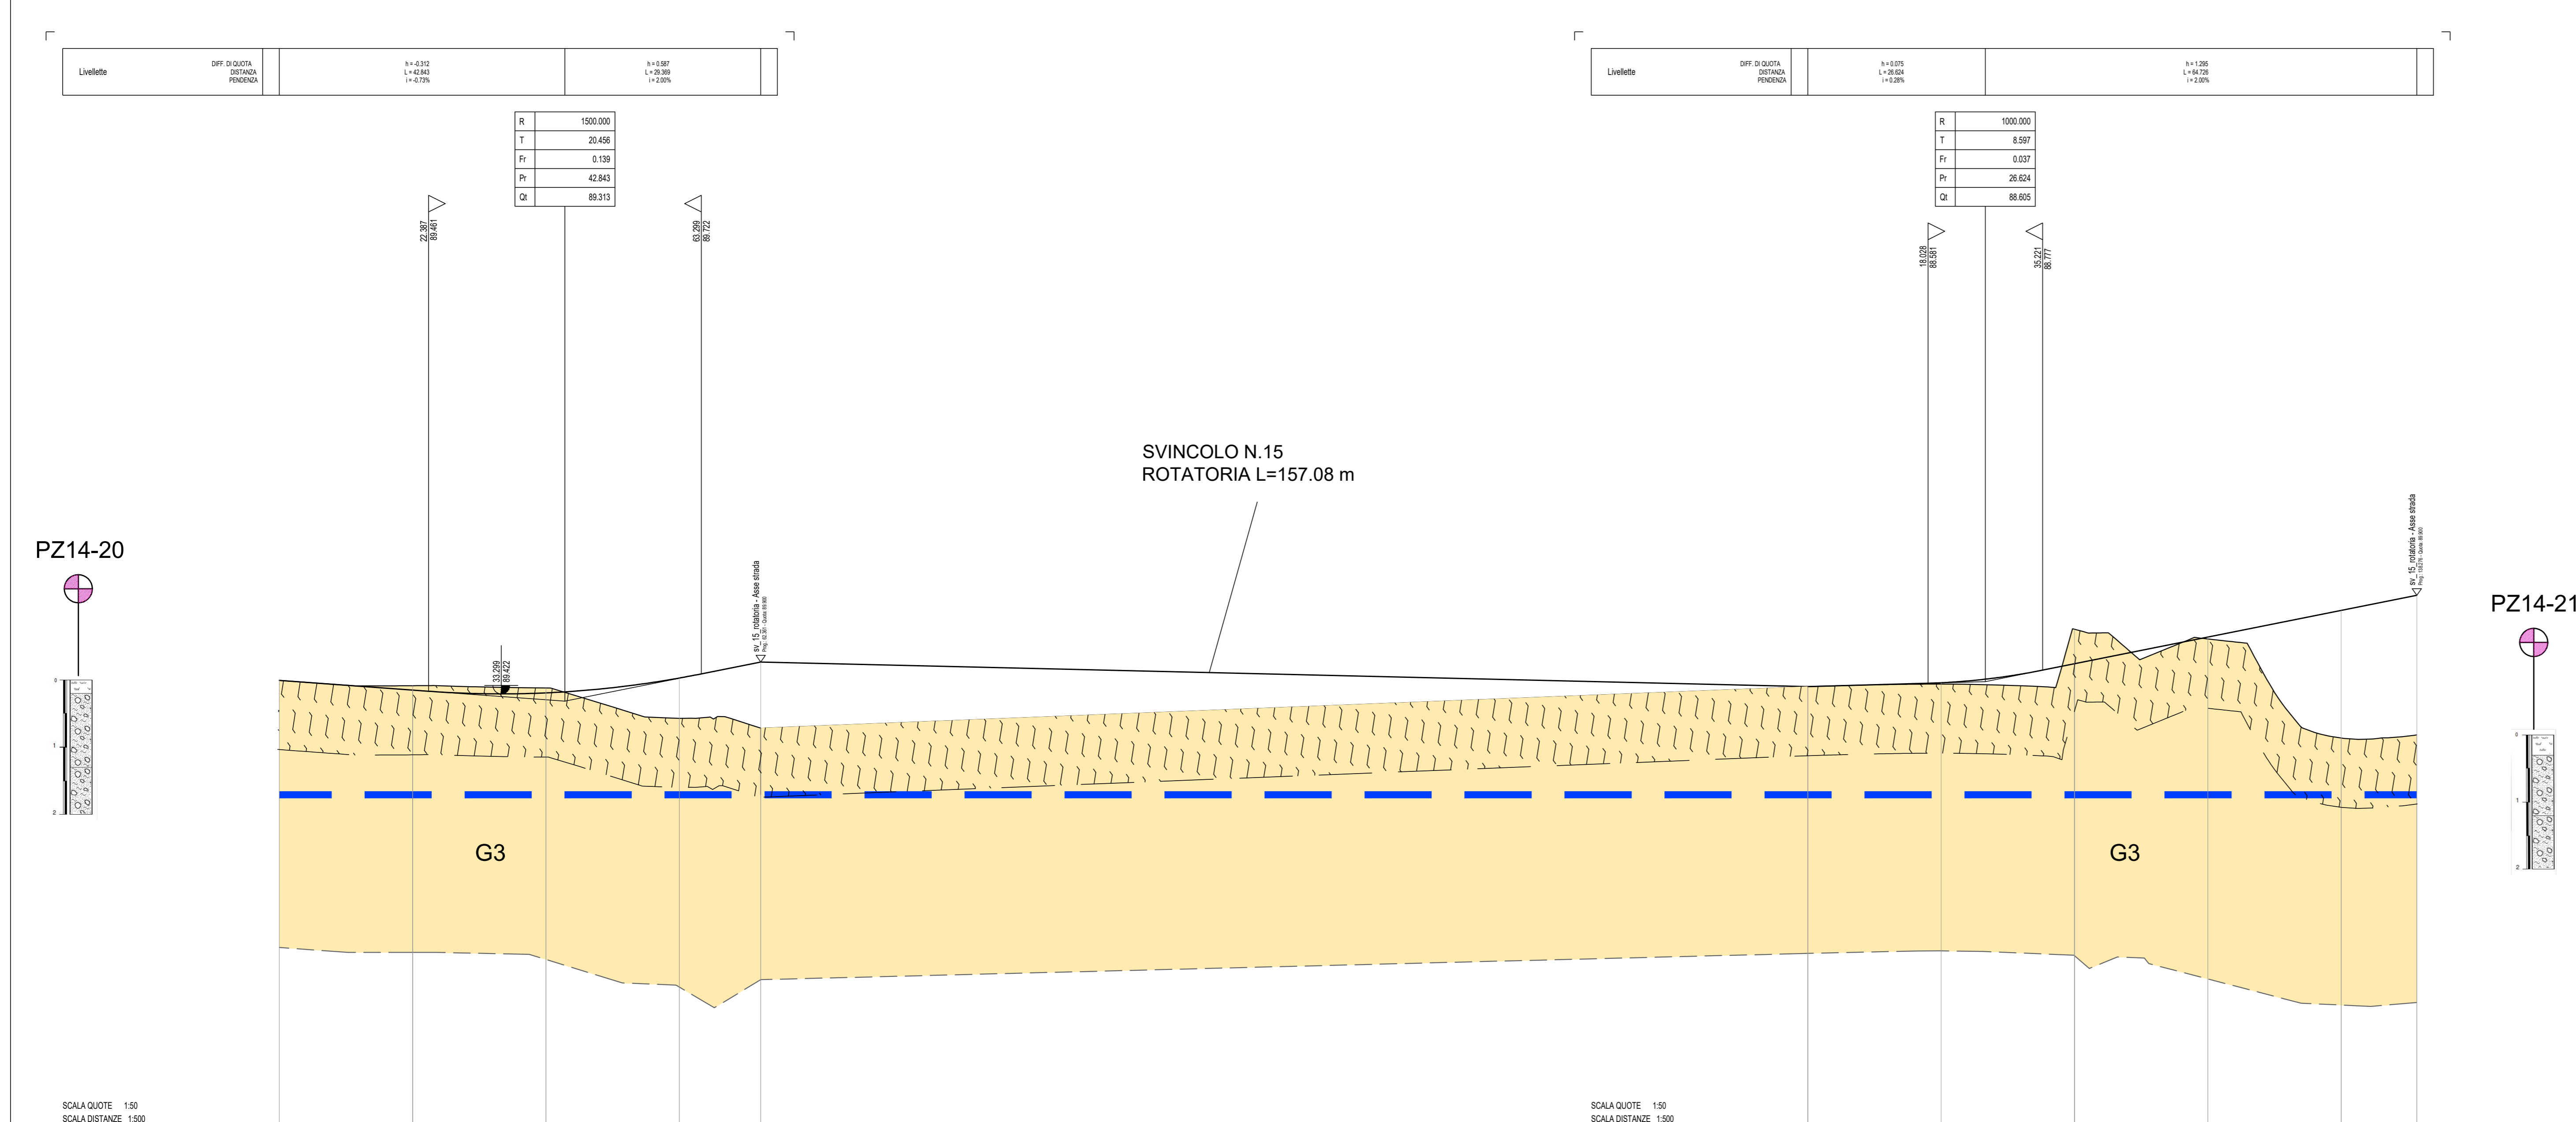 Livellette
DIFF. DI QUOTA
DISTANZA
PENDENZA
h = -0.312
L = 42.843
i = -0.73%
h = 0.587
L = 29.369
i = 2.00%
Livellette
DIFF. DI QUOTA
DISTANZA
PENDENZA
h = 0.075
L = 26.624
i = 0.28%
h = 1.295
L = 64.726
i = 2.00%
R 1500.000
T 20.456
Fr 0.139
Pr 42.843
Qt 89.313
R 1000.000
T 8.597
Fr 0.037
Pr 26.624
Qt 88.605
22.387
89.461
63.299
89.722
18.028
88.581
35.221
88.777
SVINCOLO N.15
ROTATORIA L=157.08 m
PZ14-20
PZ14-21
33.299
89.422
sv_15_rotatoria - Asse strada
sv_15_rotatoria - Asse strada
0
1
2
0
1
2
G3
G3
SCALA QUOTE 1:50
SCALA DISTANZE 1:500
SCALA QUOTE 1:50
SCALA DISTANZE 1:500